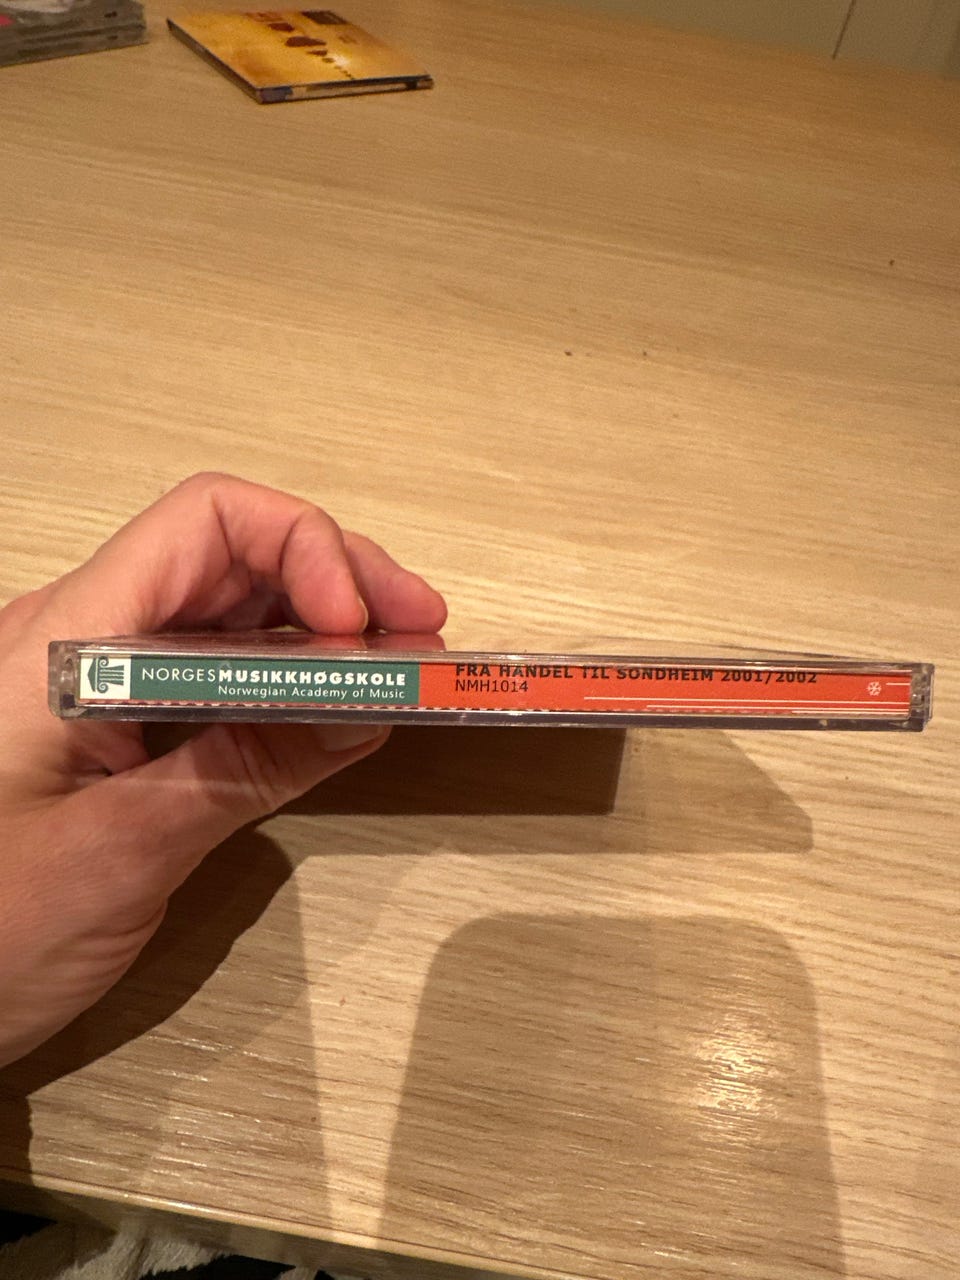 NORGESMUSIKKHØGSKOLE
Norwegian Academy of Music
FRA HÄNDEL TIL SONDHEIM 2001/2002
NMH1014